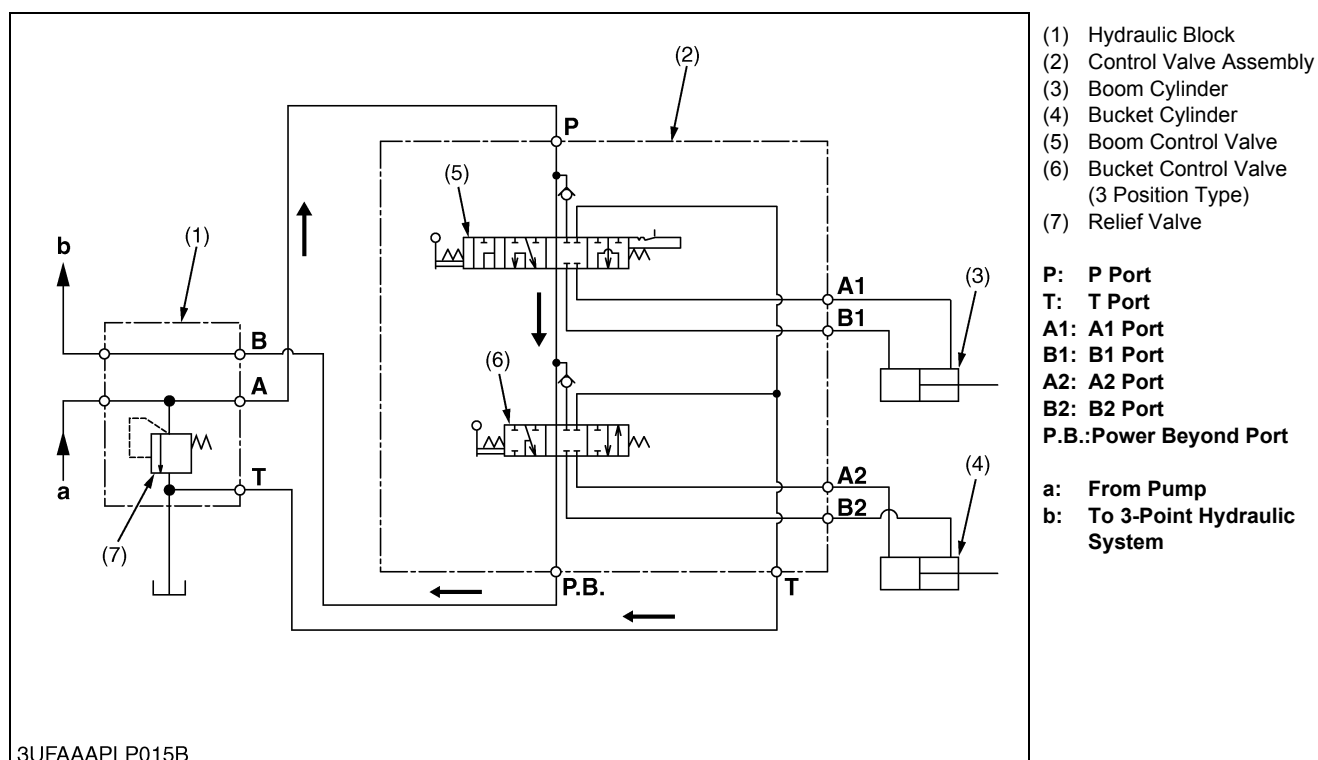 (2)
P
(5)
(1)
b
A1
(3)
B1
B
(6)
A
A2
(4)
T
a
B2
(7)
P.B.
T
3UFAAAPLP015B
(1) Hydraulic Block
(2) Control Valve Assembly
(3) Boom Cylinder
(4) Bucket Cylinder
(5) Boom Control Valve
(6) Bucket Control Valve
(3 Position Type)
(7) Relief Valve
P: P Port
T: T Port
A1: A1 Port
B1: B1 Port
A2: A2 Port
B2: B2 Port
P.B.:Power Beyond Port
a: From Pump
b: To 3-Point Hydraulic
System